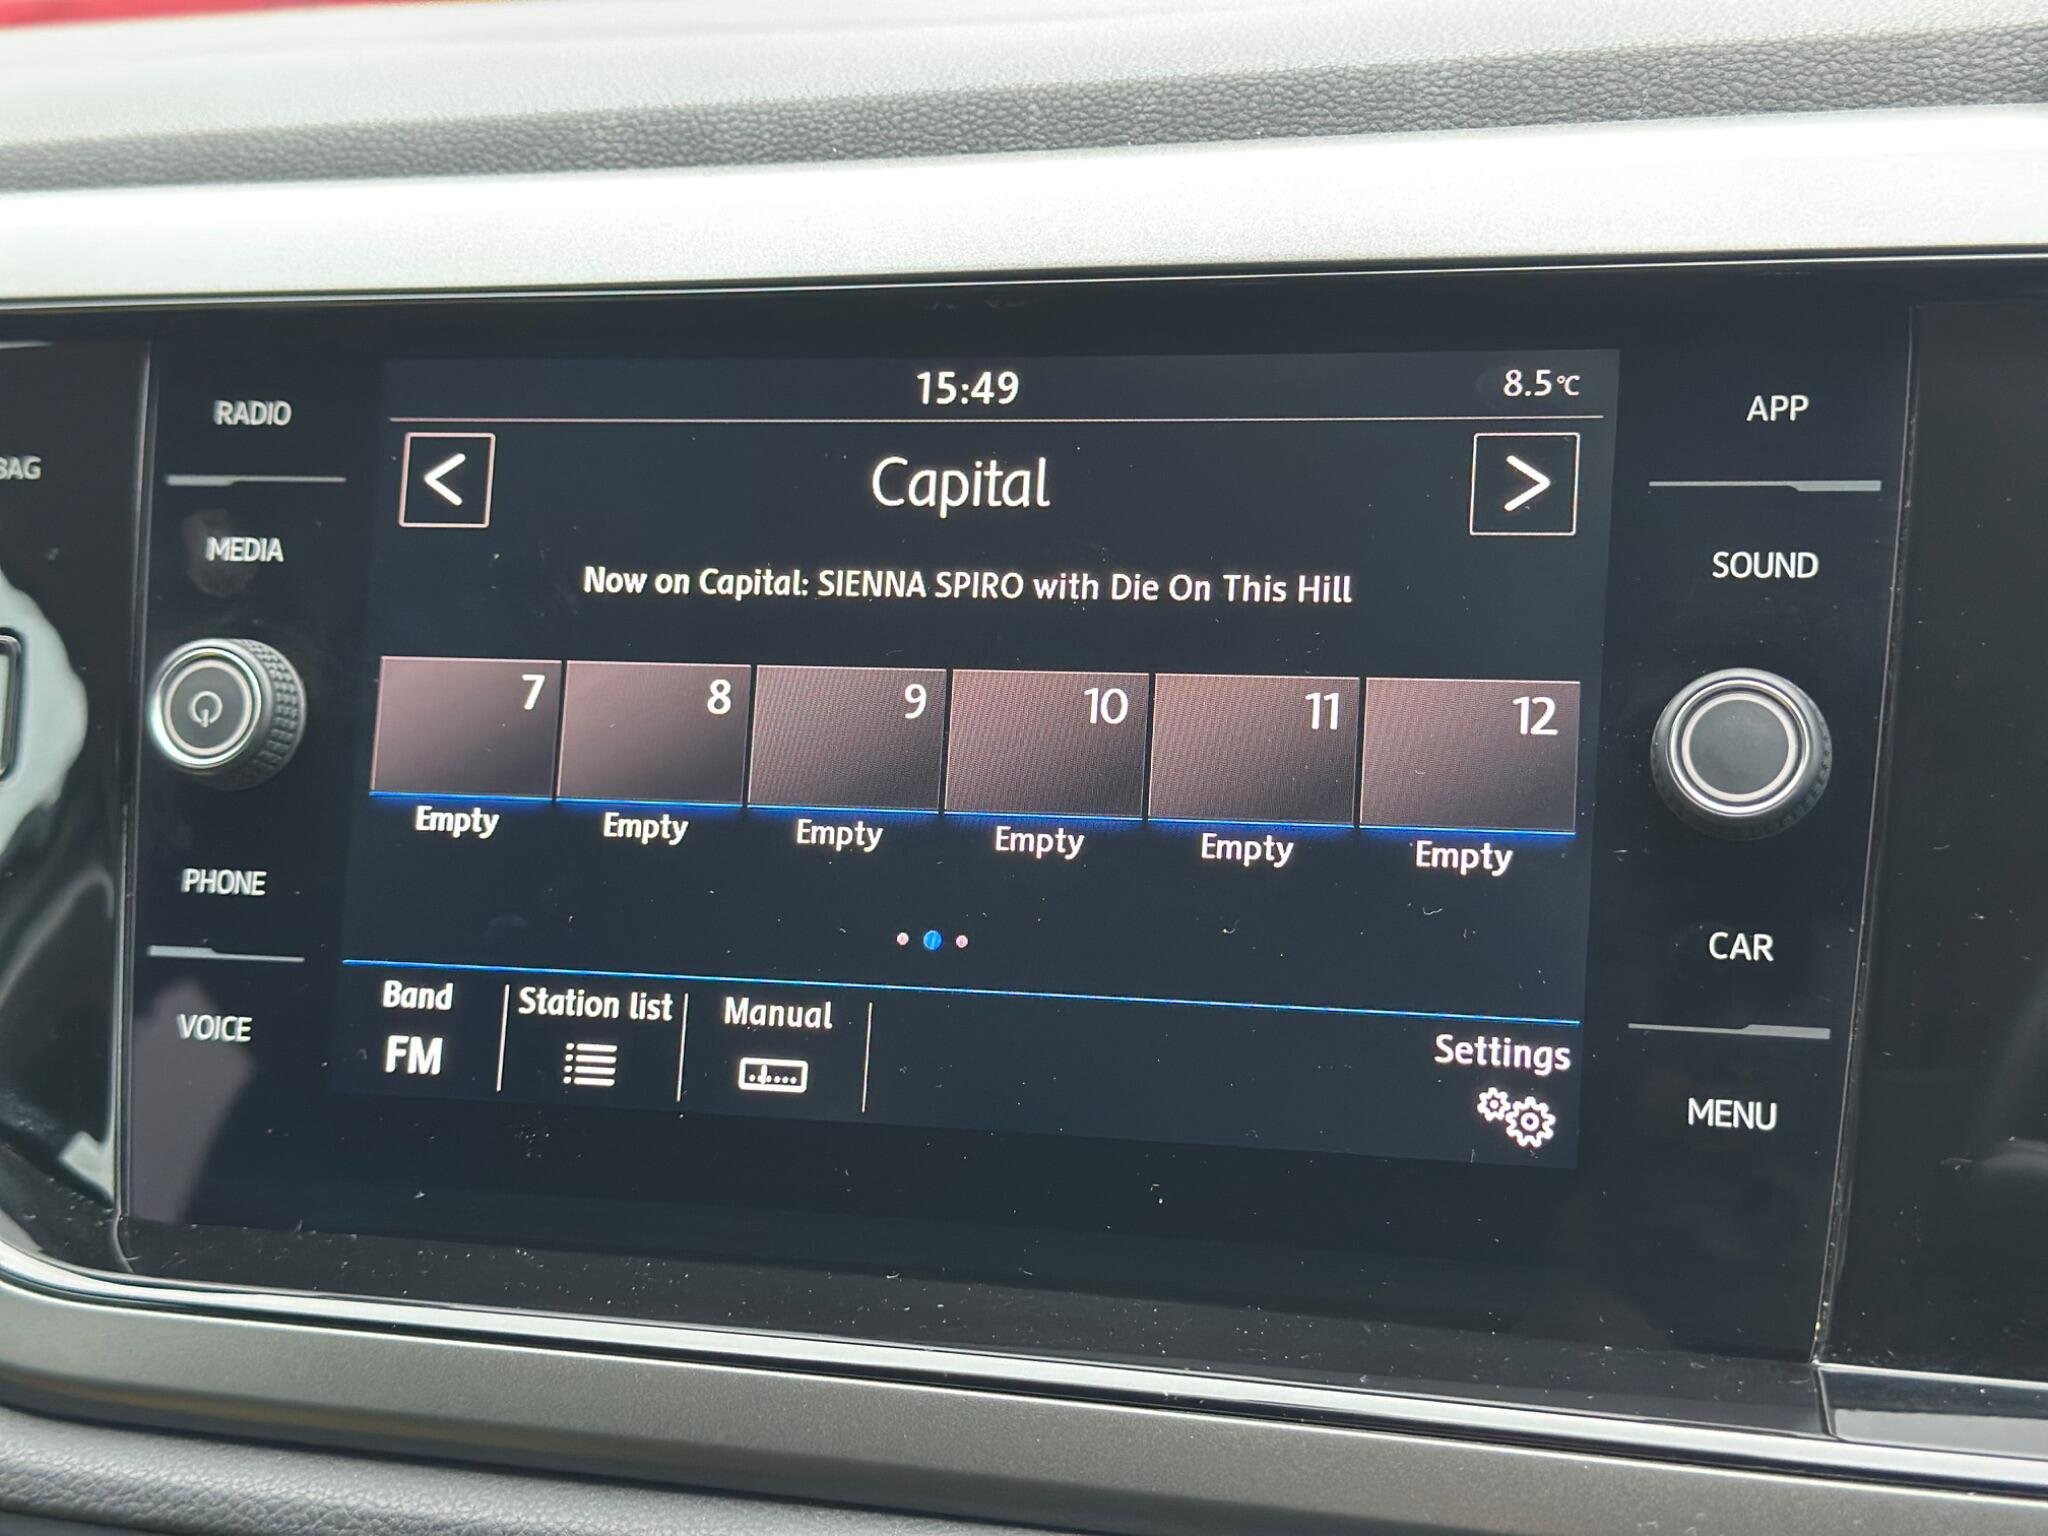 15:49
8.5°C
<
Capital
>
Now on Capital: SIENNA SPIRO with Die On This Hill
7
8
9
10
11
12
Empty
Empty
Empty
Empty
Empty
Empty
Band
FM
Station list
Manual
Settings
RADIO
MEDIA
PHONE
VOICE
APP
SOUND
CAR
MENU